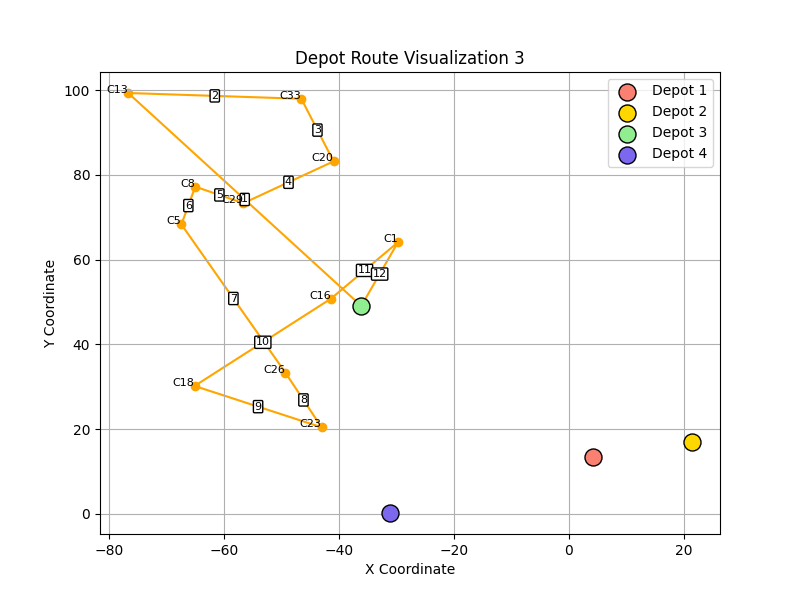 Depot Route Visualization 3
Depot 1
Depot 2
Depot 3
Depot 4
Y Coordinate
100
80
60
40
20
0
C13
2
C33
3
C20
4
C8
5
C29
1
6
C5
C1
11
12
7
C16
10
C26
C18
8
9
C23
−80
−60
−40
−20
0
20
X Coordinate